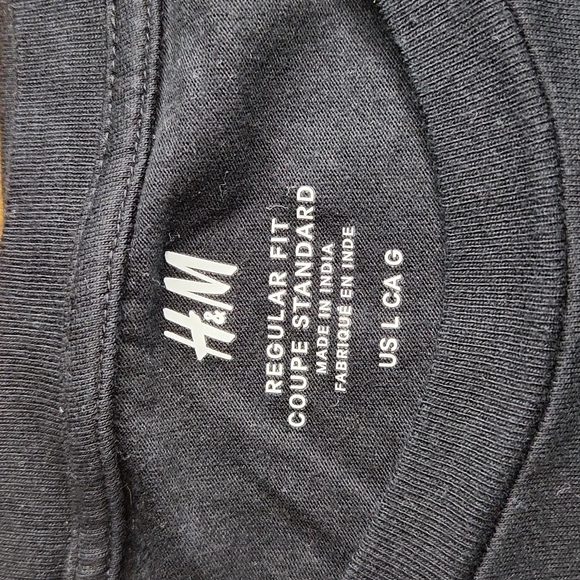 H&M
REGULAR FIT
COUPE STANDARD
MADE IN INDIA
FABRIQUÉ EN INDE
US L CA G